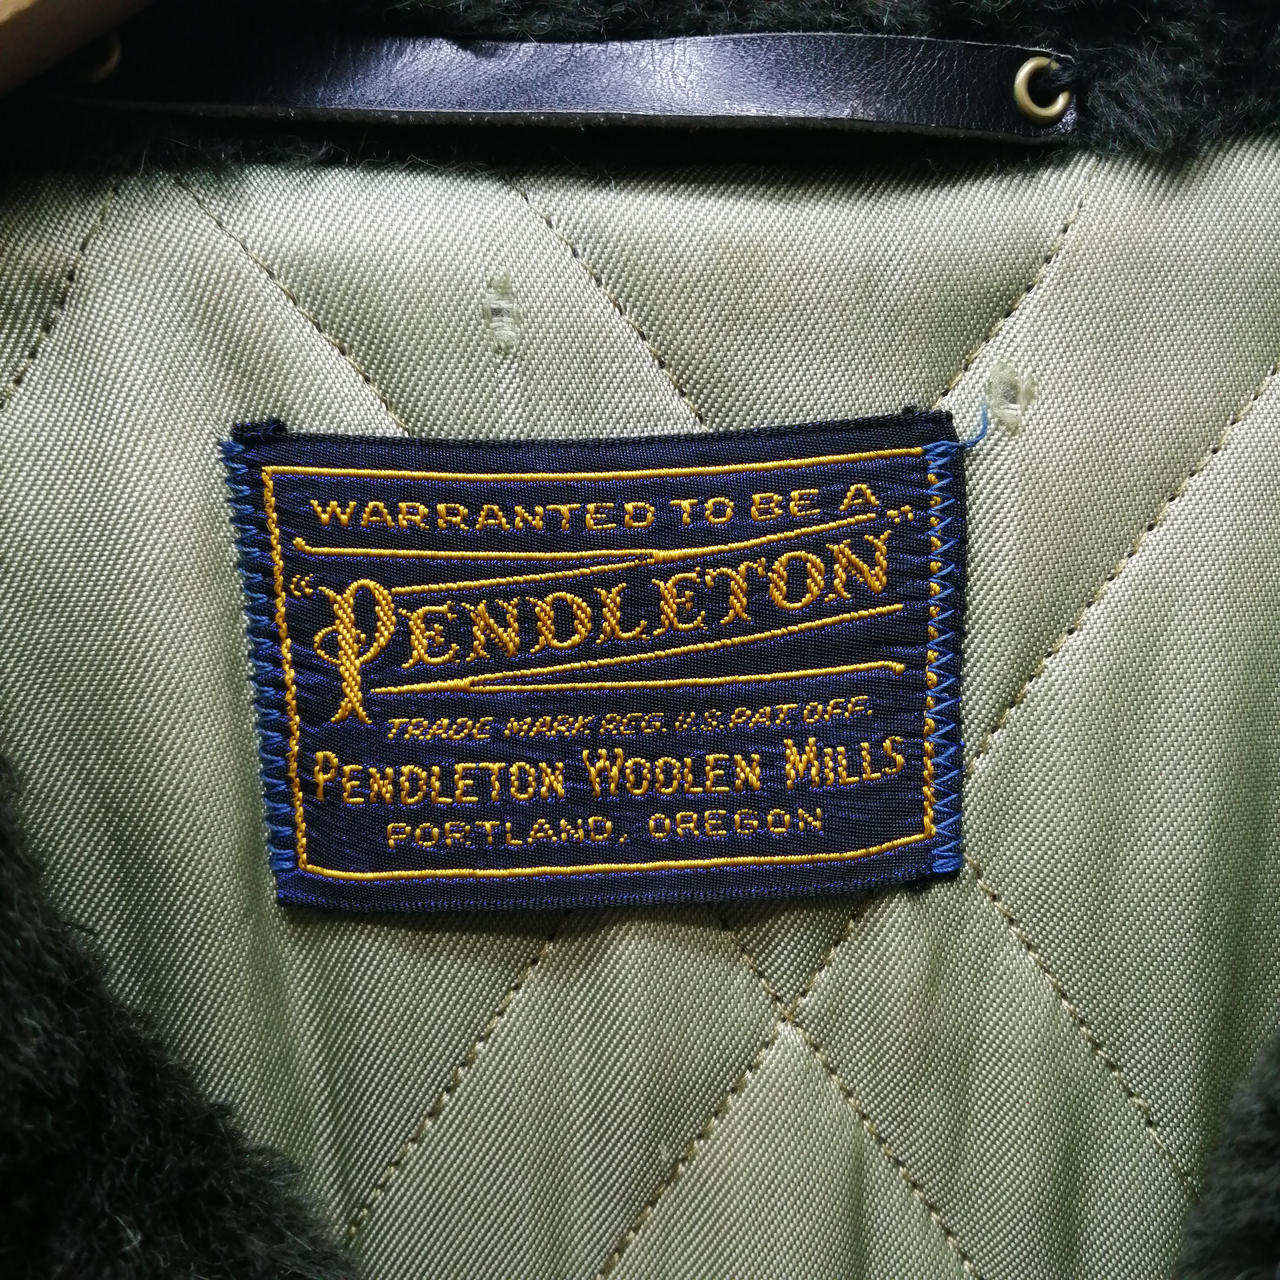 WARRANTED TO BE A
"PENDLETON"
TRADE MARK REG. U.S. PAT. OFF.
PENDLETON WOOLEN MILLS
PORTLAND, OREGON